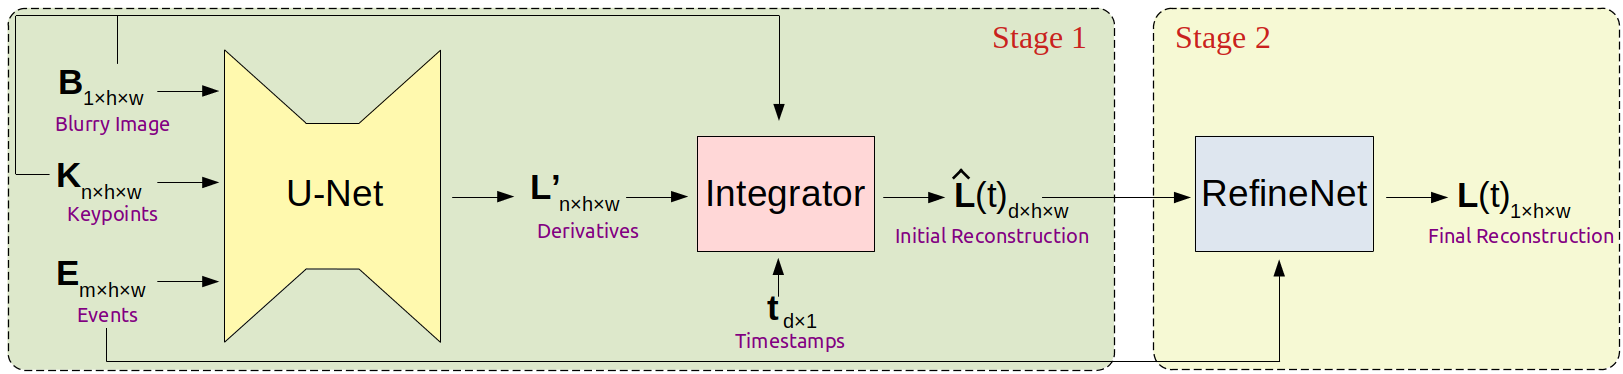 Stage 1
Stage 2
B1×h×w
Blurry Image
K n×h×w
Keypoints
E m×h×w
Events
U-Net
L’ n×h×w
Derivatives
Integrator
t d×1
Timestamps
L̂(t)d×h×w
Initial Reconstruction
RefineNet
L(t)1×h×w
Final Reconstruction